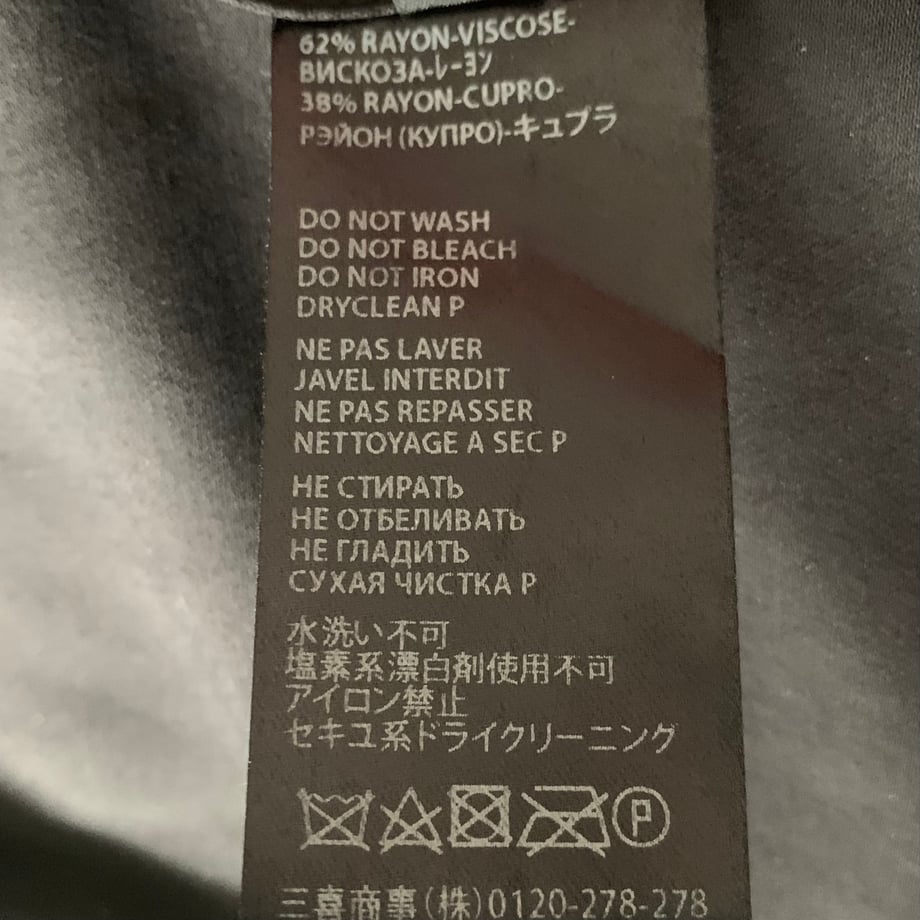 62% RAYON-VISCOSE-
ВИСКОЗА-レーヨン
38% RAYON-CUPRO-
РЭЙОН (КУПРО)-キュプラ
DO NOT WASH
DO NOT BLEACH
DO NOT IRON
DRYCLEAN P
NE PAS LAVER
JAVEL INTERDIT
NE PAS REPASSER
NETTOYAGE A SEC P
НЕ СТИРАТЬ
НЕ ОТБЕЛИВАТЬ
НЕ ГЛАДИТЬ
СУХАЯ ЧИСТКА P
水洗い不可
塩素系漂白剤使用不可
アイロン禁止
セキユ系ドライクリーニング
P
三喜商事(株)0120-278-278